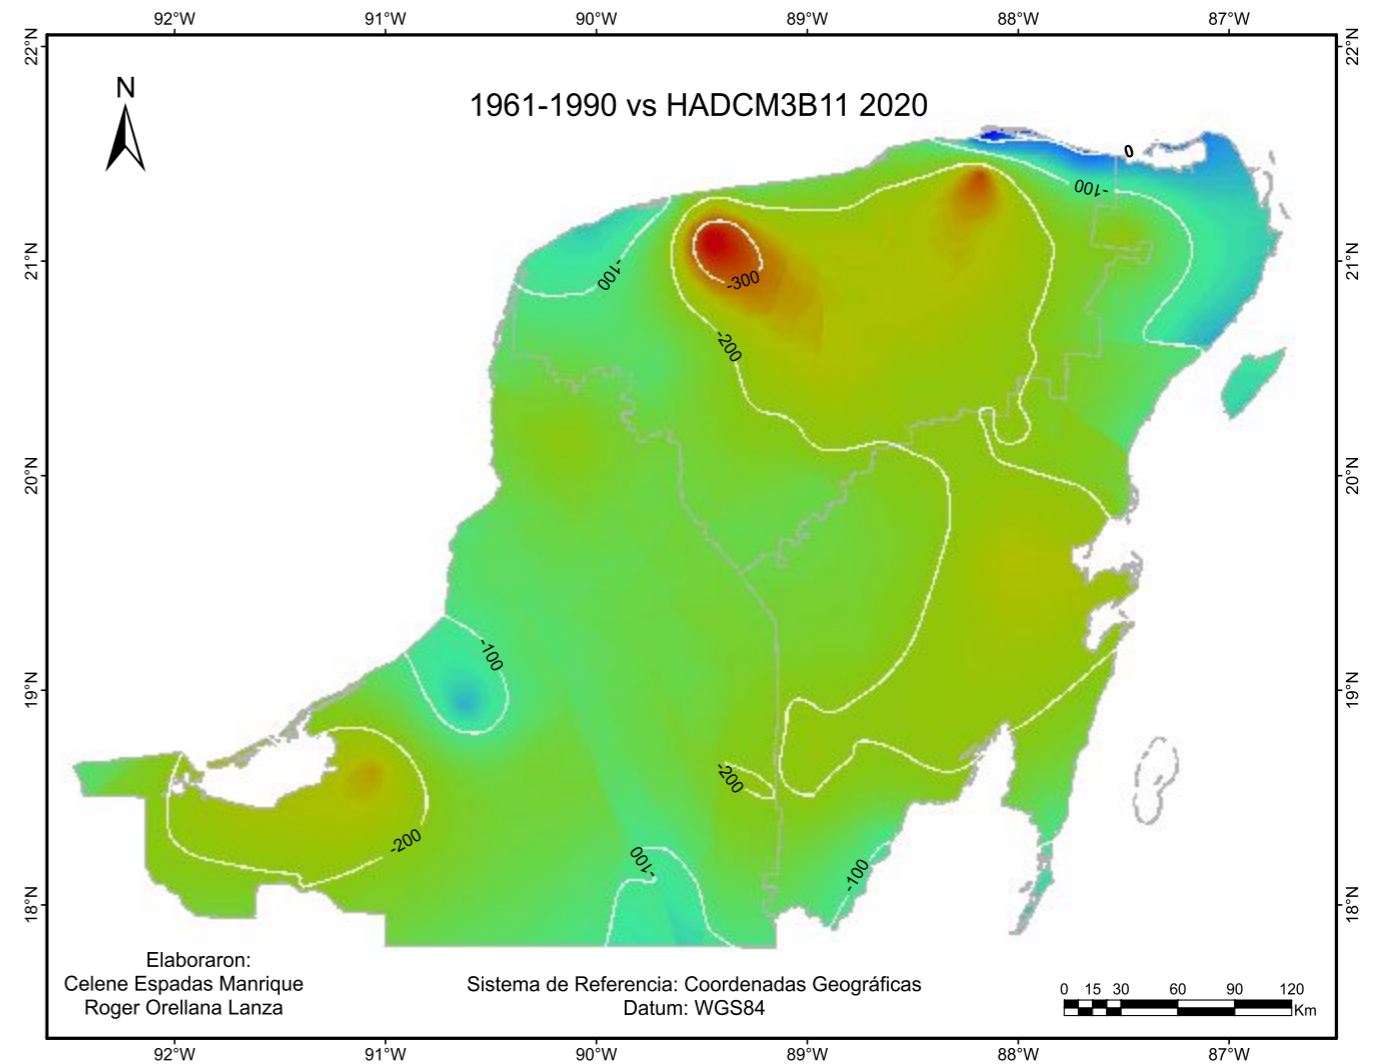 92°W 91°W 90°W 89°W 88°W 87°W
22°N 22°N
N
1961-1990 vs HADCM3B11 2020
0
-100
21°N 21°N
-100
-300
-200
20°N 20°N
-100
19°N 19°N
-200
-200
-100
-100
18°N 18°N
Elaboraron:
Celene Espadas Manrique
Roger Orellana Lanza
Sistema de Referencia: Coordenadas Geográficas
Datum: WGS84
0 15 30 60 90 120
Km
92°W 91°W 90°W 89°W 88°W 87°W